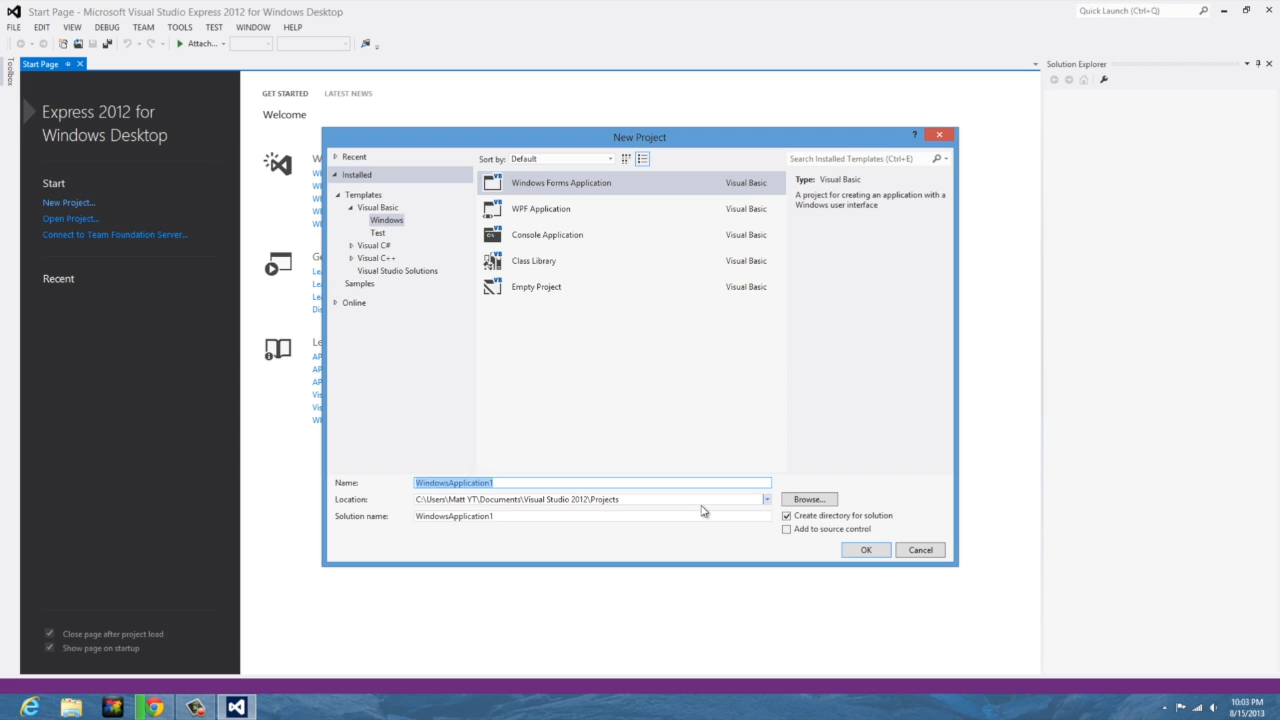 Start Page - Microsoft Visual Studio Express 2012 for Windows Desktop
Quick Launch (Ctrl+Q)
FILE EDIT VIEW DEBUG TEAM TOOLS TEST WINDOW HELP
Attach...
Toolbox
Start Page
Solution Explorer
Express 2012 for
Windows Desktop
Start
New Project...
Open Project...
Connect to Team Foundation Server...
Recent
Close page after project load
Show page on startup
GET STARTED LATEST NEWS
Welcome
New Project
?
Recent
Installed
Templates
Visual Basic
Windows
Test
Visual C#
Visual C++
Visual Studio Solutions
Samples
Online
Sort by: Default
Search Installed Templates (Ctrl+E)
VB Windows Forms Application Visual Basic
VB WPF Application Visual Basic
VB Console Application Visual Basic
VB Class Library Visual Basic
VB Empty Project Visual Basic
Type: Visual Basic
A project for creating an application with a
Windows user interface
Name: WindowsApplication1
Location: C:\Users\Matt YT\Documents\Visual Studio 2012\Projects
Browse...
Solution name: WindowsApplication1
Create directory for solution
Add to source control
OK Cancel
10:03 PM
8/15/2013